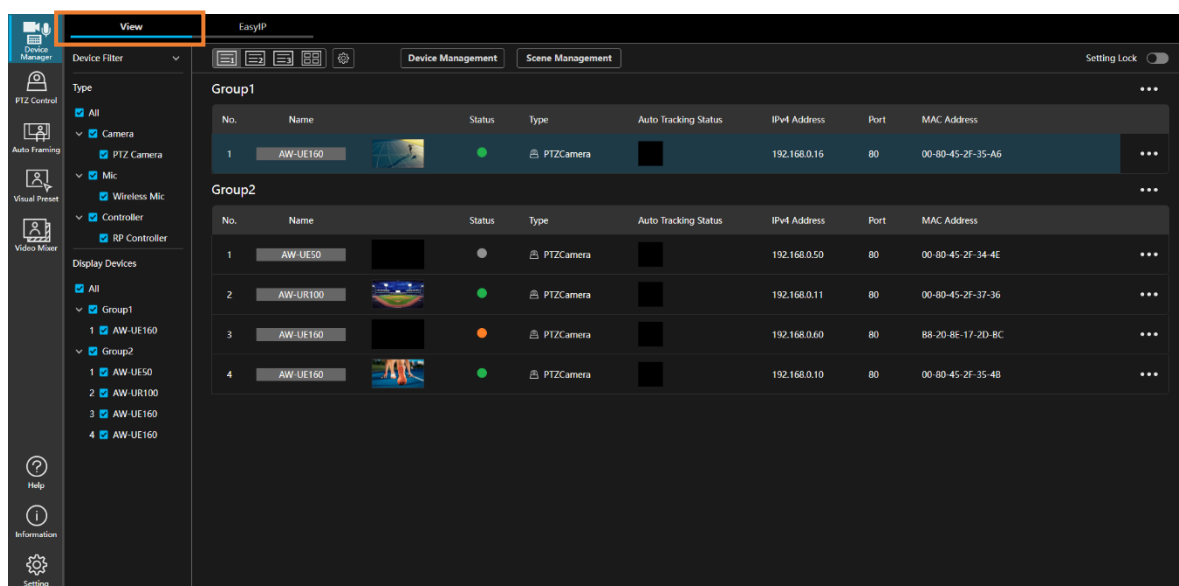 View EasyIP
Device Manager
PTZ Control
Auto Framing
Visual Preset
Video Mixer
Help
Information
Setting
Device Filter
Type
All
Camera
PTZ Camera
Mic
Wireless Mic
Controller
RP Controller
Display Devices
All
Group1
1 AW-UE160
Group2
1 AW-UE50
2 AW-UR100
3 AW-UE160
4 AW-UE160
1 2 3 Device Management Scene Management Setting Lock
Group1
No. Name Status Type Auto Tracking Status IPv4 Address Port MAC Address
1 AW-UE160 PTZCamera 192.168.0.16 80 00-80-45-2F-35-A6
Group2
No. Name Status Type Auto Tracking Status IPv4 Address Port MAC Address
1 AW-UE50 PTZCamera 192.168.0.50 80 00-80-45-2F-34-4E
2 AW-UR100 PTZCamera 192.168.0.11 80 00-80-45-2F-37-36
3 AW-UE160 PTZCamera 192.168.0.60 80 B8-20-8E-17-2D-BC
4 AW-UE160 PTZCamera 192.168.0.10 80 00-80-45-2F-35-4B